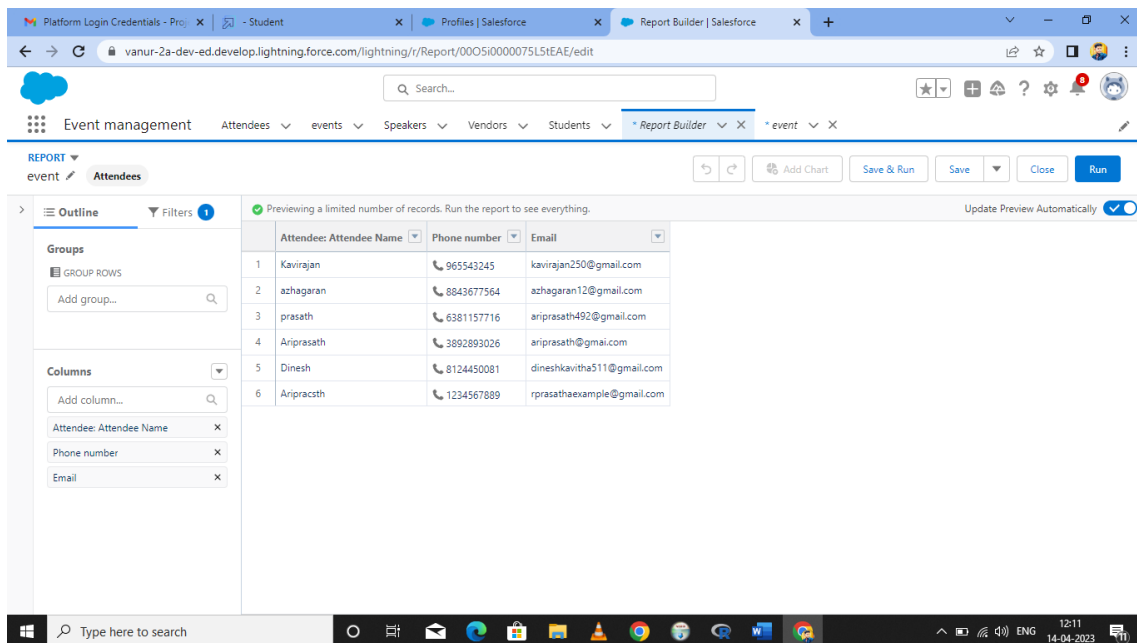 Platform Login Credentials - Proj
- Student
Profiles | Salesforce
Report Builder | Salesforce
vanur-2a-dev-ed.develop.lightning.force.com/lightning/r/Report/00O5i0000075L5tEAE/edit
Search...
8
Event management
Attendees
events
Speakers
Vendors
Students
* Report Builder
* event
REPORT
event
Attendees
Add Chart
Save & Run
Save
Close
Run
Outline
Filters 1
Previewing a limited number of records. Run the report to see everything.
Update Preview Automatically
Groups
GROUP ROWS
Add group...
Columns
Add column...
Attendee: Attendee Name
Phone number
Email
Attendee: Attendee Name Phone number Email
1 Kavirajan 965543245 kavirajan250@gmail.com
2 azhagaran 8843677564 azhagaran12@gmail.com
3 prasath 6381157716 ariprasath492@gmail.com
4 Ariprasath 3892893026 ariprasath@gmai.com
5 Dinesh 8124450081 dineshkavitha511@gmail.com
6 Aripracsth 1234567889 rprasathaexample@gmail.com
Type here to search
ENG
12:11
14-04-2023
11